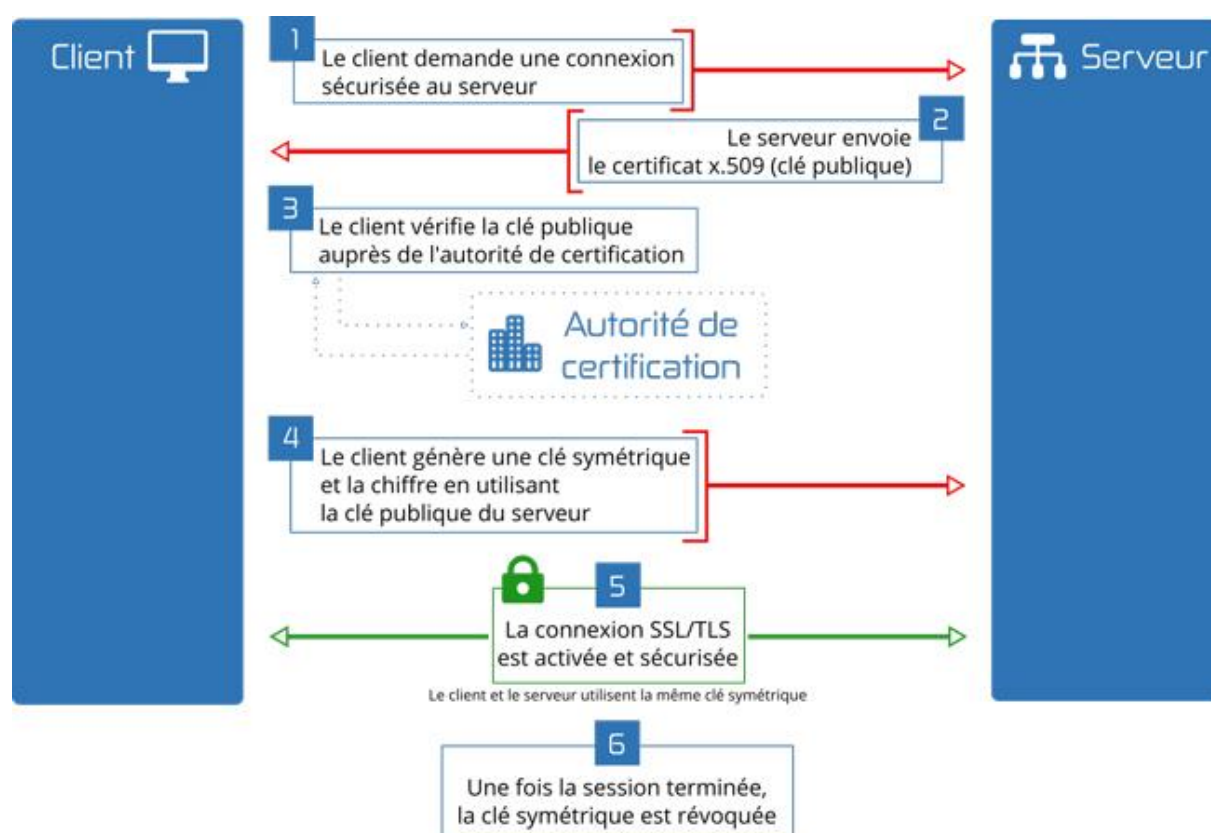 Client
Serveur
1
Le client demande une connexion
sécurisée au serveur
2
Le serveur envoie
le certificat x.509 (clé publique)
3
Le client vérifie la clé publique
auprès de l'autorité de certification
Autorité de
certification
4
Le client génère une clé symétrique
et la chiffre en utilisant
la clé publique du serveur
5
La connexion SSL/TLS
est activée et sécurisée
Le client et le serveur utilisent la même clé symétrique
6
Une fois la session terminée,
la clé symétrique est révoquée